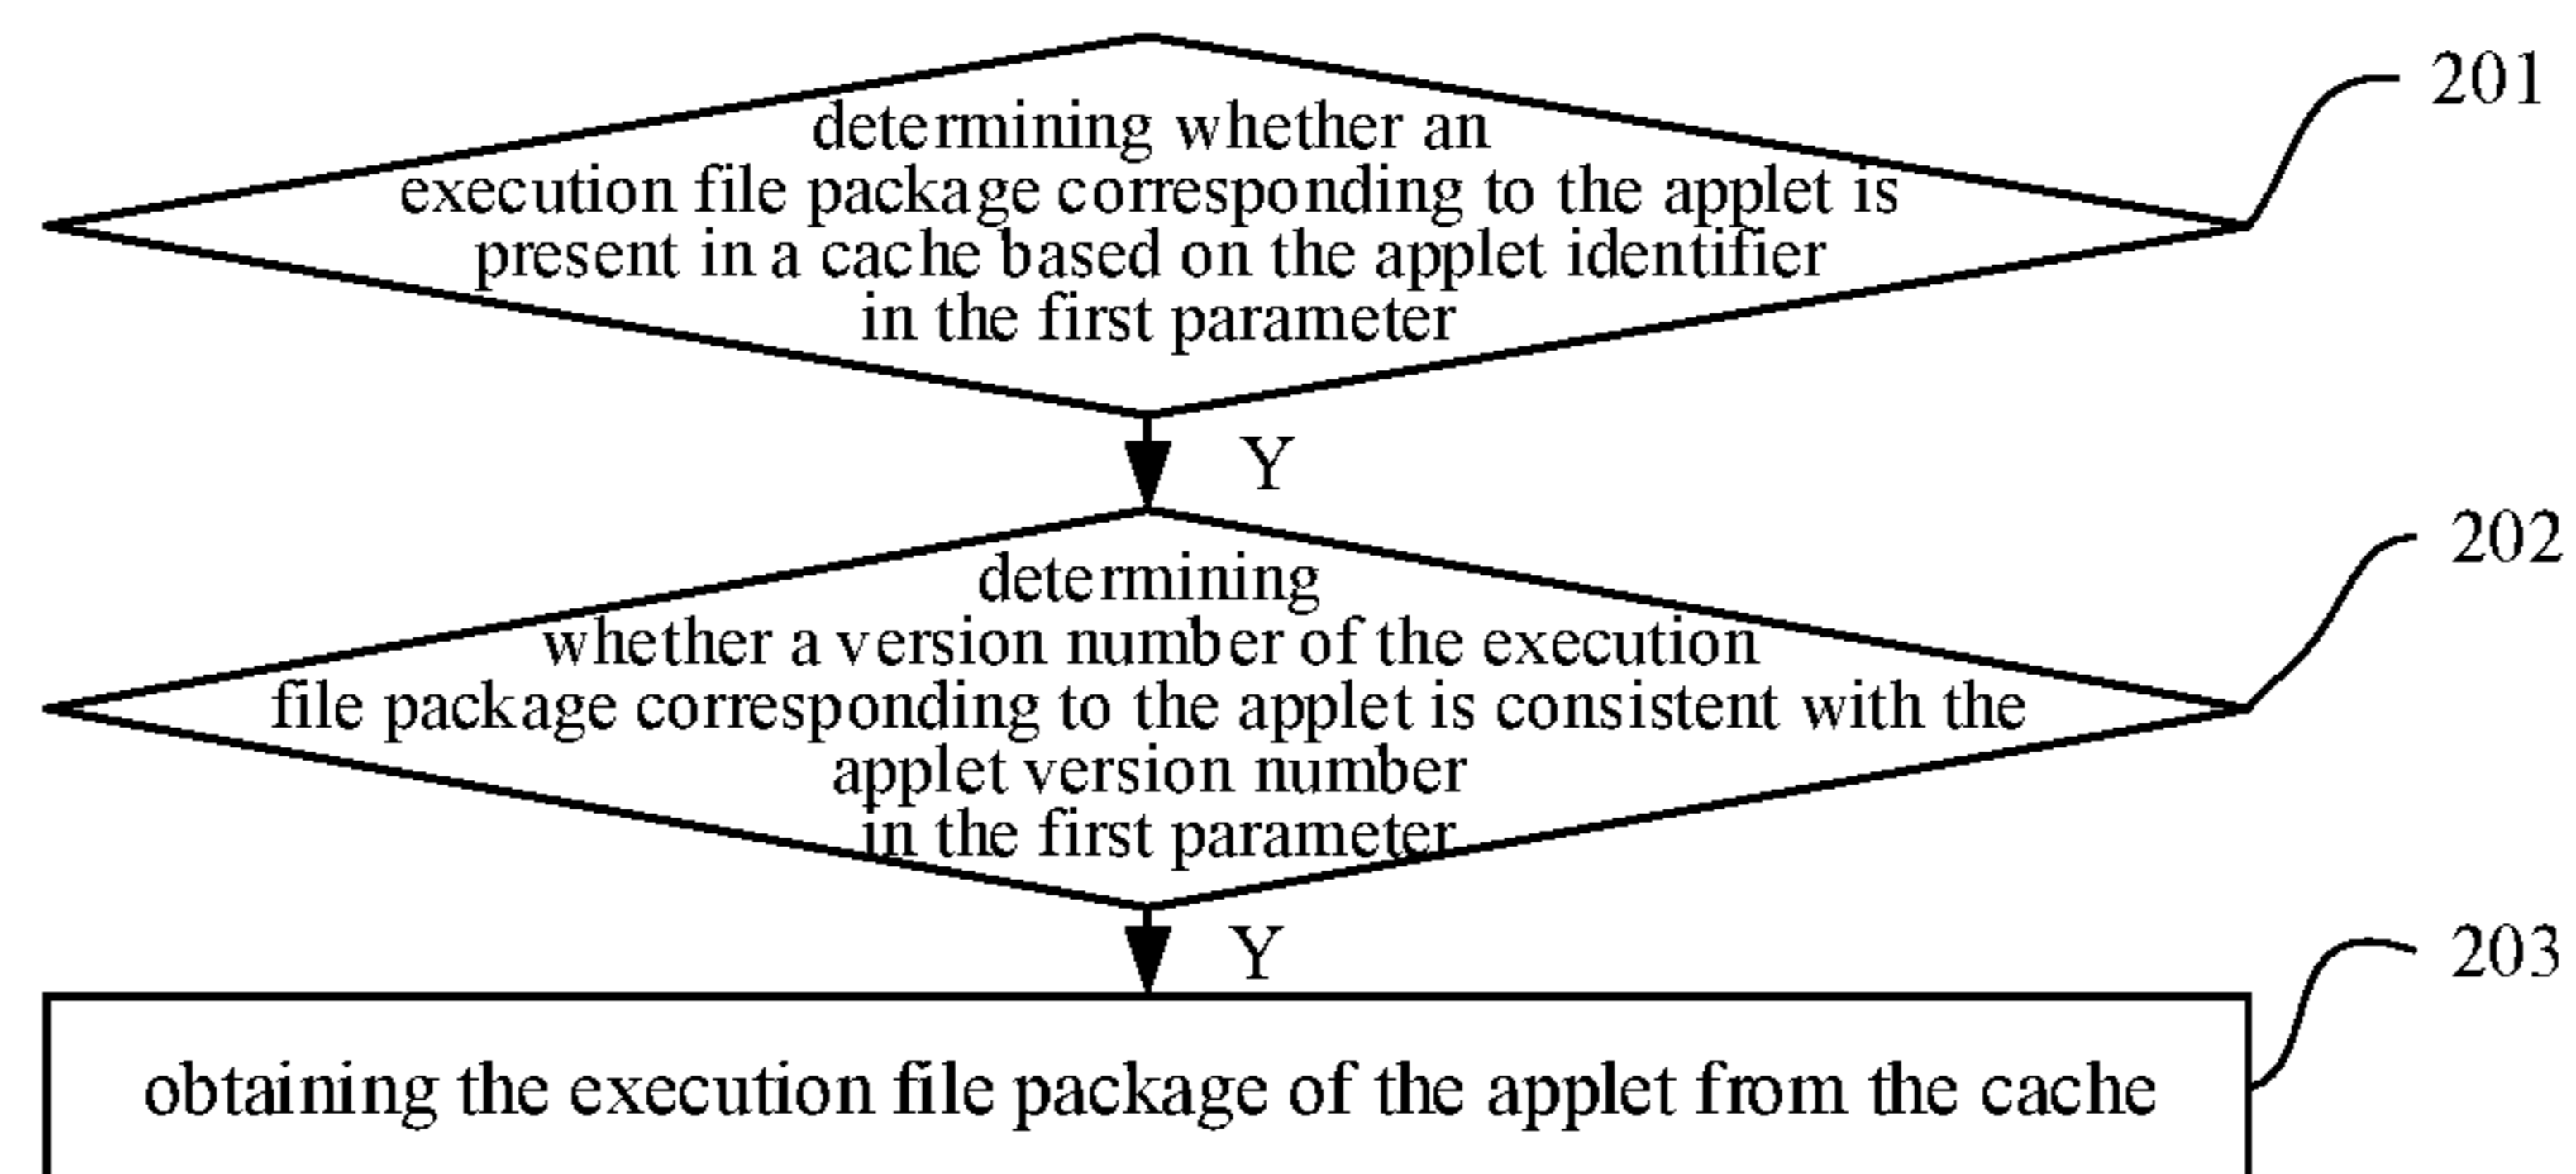 determining whether an
201
execution file package corresponding to the applet is
present in a cache based on the applet identifier
in the first parameter
Y
202
determining
whether a version number of the execution
file package corresponding to the applet is consistent with the
applet version number
in the first parameter
Y
203
obtaining the execution file package of the applet from the cache